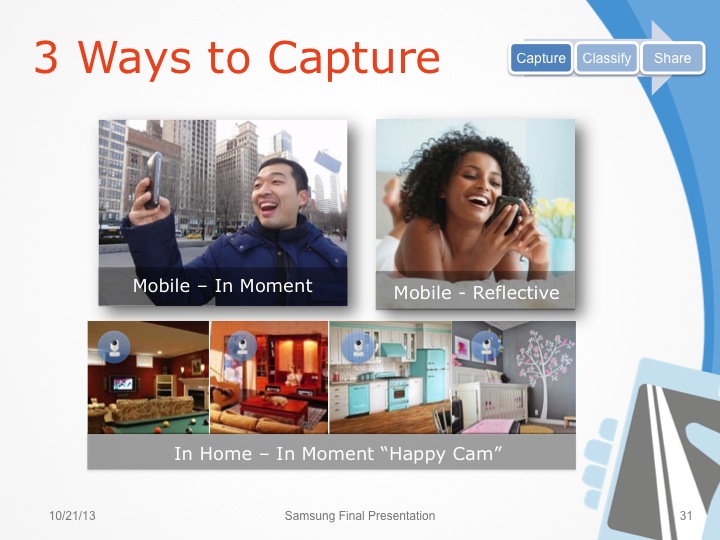 3 Ways to Capture
Capture
Classify
Share
Mobile – In Moment
Mobile - Reflective
In Home – In Moment “Happy Cam”
10/21/13
Samsung Final Presentation
31